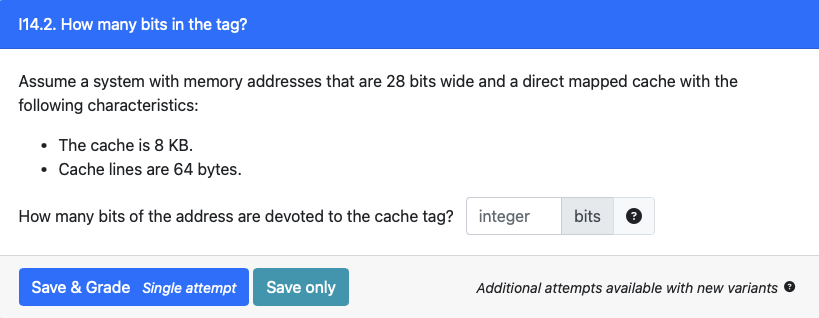 I14.2. How many bits in the tag?
Assume a system with memory addresses that are 28 bits wide and a direct mapped cache with the
following characteristics:
• The cache is 8 KB.
• Cache lines are 64 bytes.
How many bits of the address are devoted to the cache tag? integer bits ?
Save & Grade Single attempt Save only Additional attempts available with new variants ?